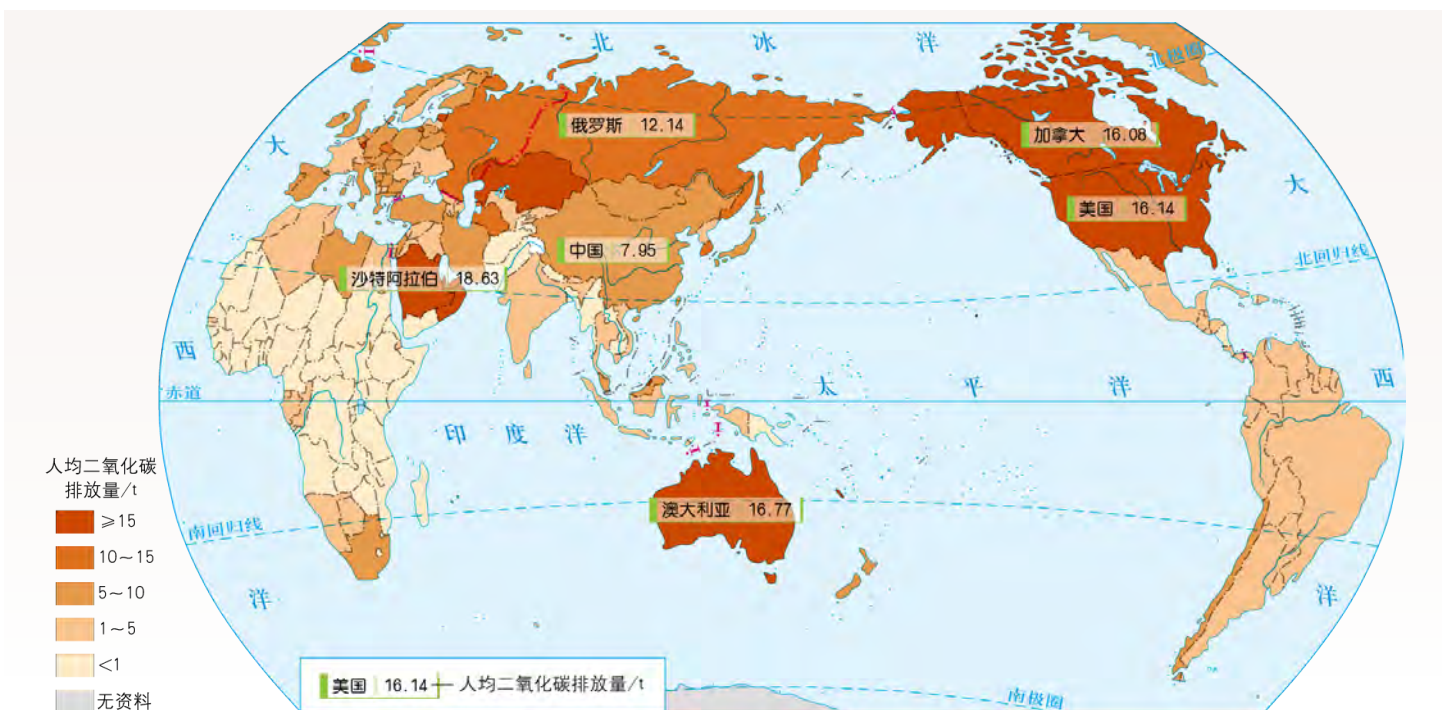 北冰洋
北极圈
俄罗斯 12.14
加拿大 16.08
大
大
美国 16.14
中国 7.95
北回归线
沙特阿拉伯 18.63
西
西
赤道
太平洋
印度洋
人均二氧化碳
排放量/t
≥15
10～15
5～10
1～5
<1
无资料
南回归线
澳大利亚 16.77
洋
洋
美国 16.14 人均二氧化碳排放量/t
南极圈